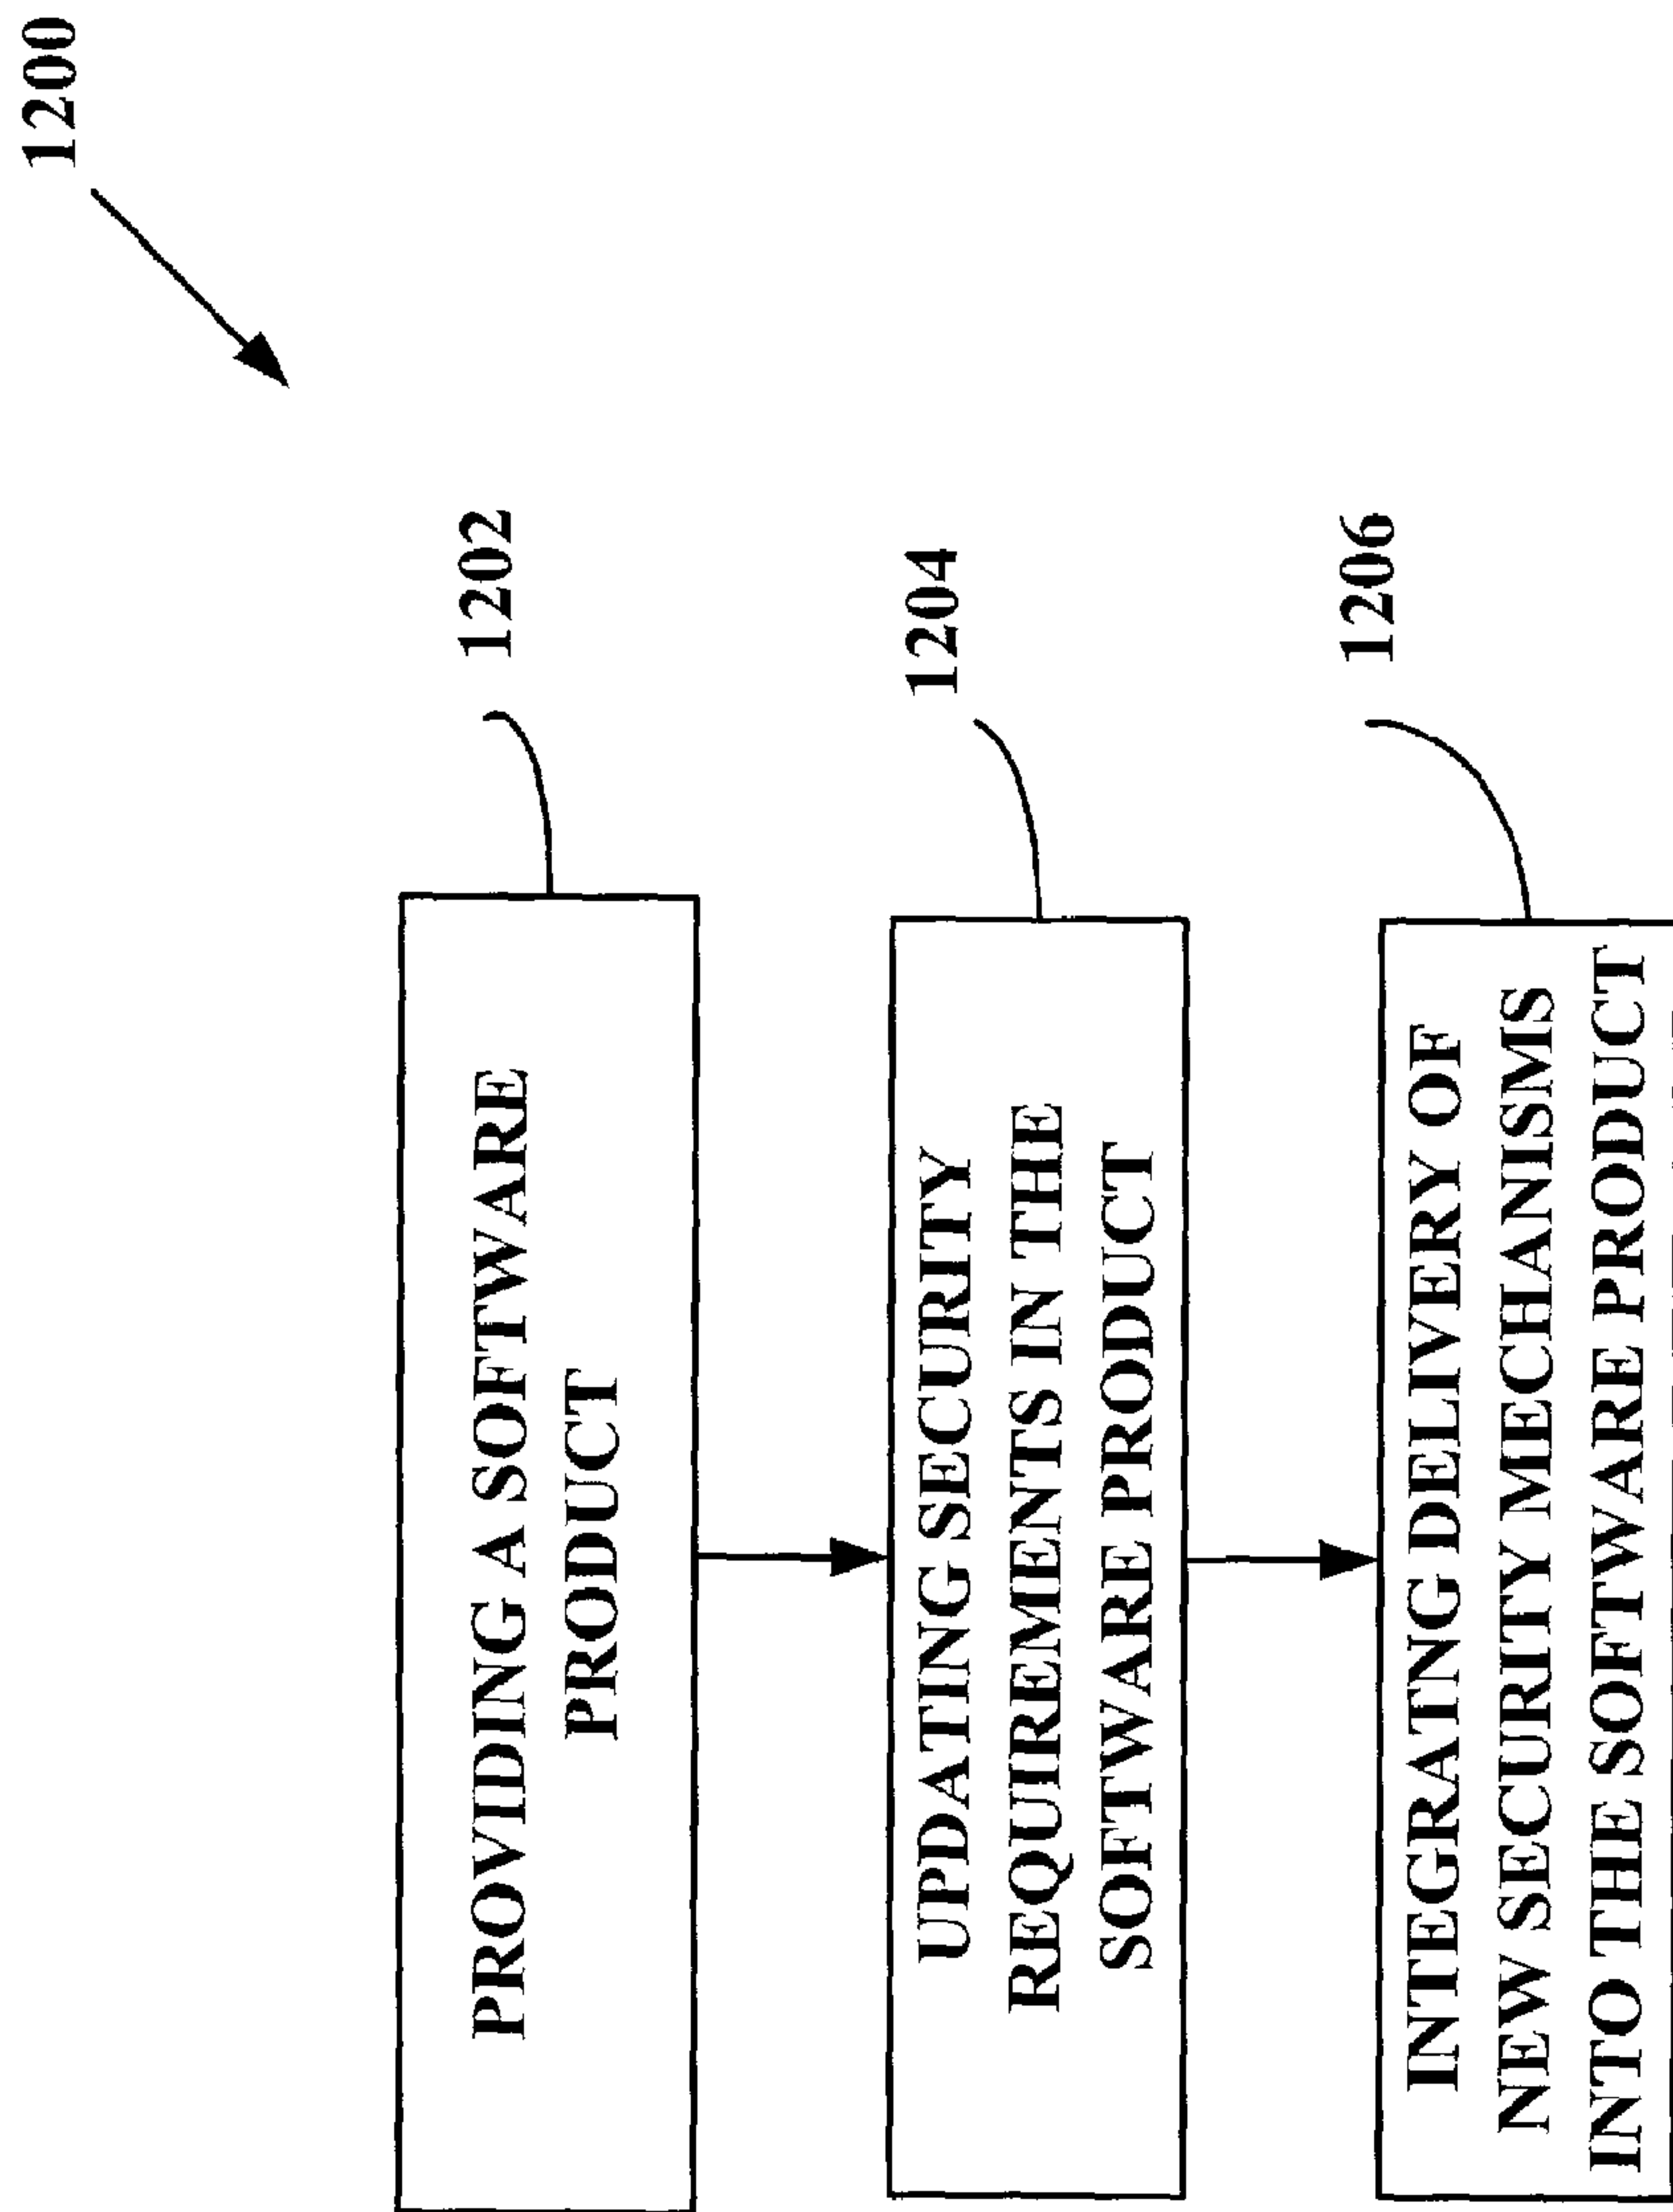 1200
PROVIDING A SOFTWARE
PRODUCT
1202
UPDATING SECURITY
REQUIREMENTS IN THE
SOFTWARE PRODUCT
1204
INTEGRATNG DELIVERY OF
NEW SECURITY MECHANISMS
INTO THE SOFTWARE PRODUCT
1206